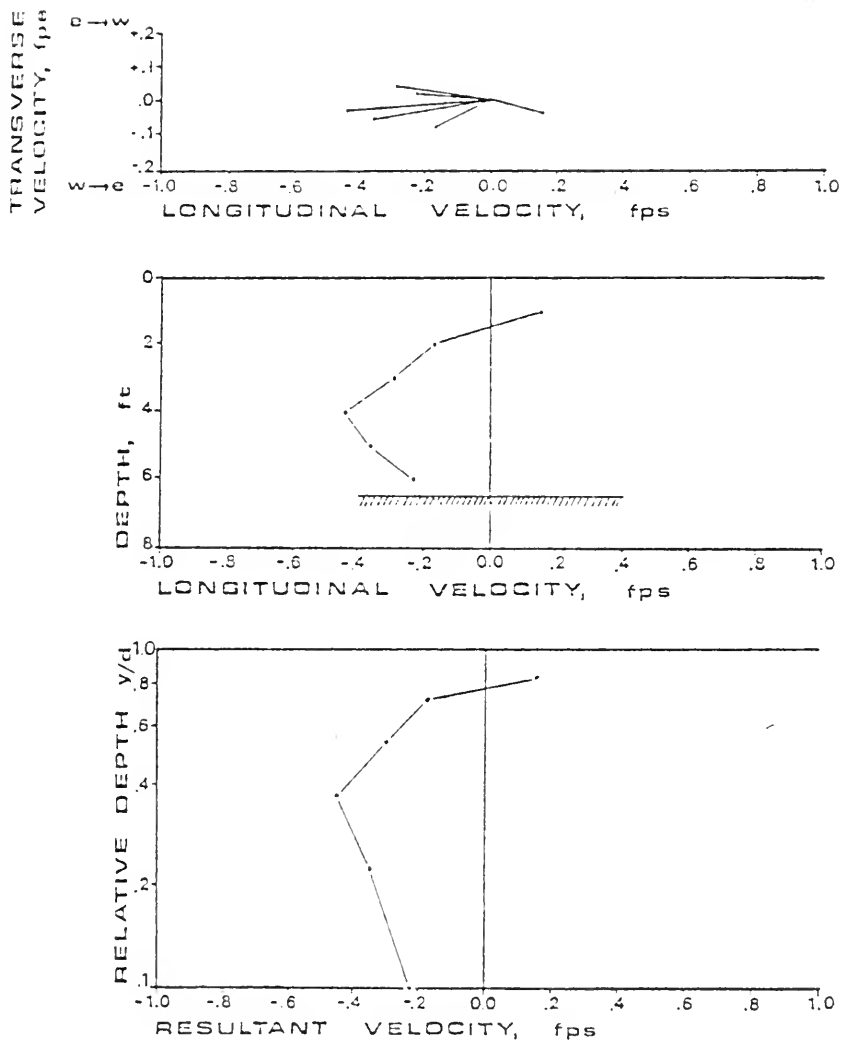 TRANSVERSE
VELOCITY, fps
e→w
+.2
+.1
.0
-.1
-.2
w→e
-1.0 -.8 -.6 -.4 -.2 0.0 .2 .4 .6 .8 1.0
LONGITUDINAL VELOCITY, fps
DEPTH, ft
0
2
4
6
8
-1.0 -.8 -.6 -.4 -.2 0.0 .2 .4 .6 .8 1.0
LONGITUDINAL VELOCITY, fps
RELATIVE DEPTH y/d
1.0
.8
.6
.4
.2
.1
-1.0 -.8 -.6 -.4 -.2 0.0 .2 .4 .6 .8 1.0
RESULTANT VELOCITY, fps